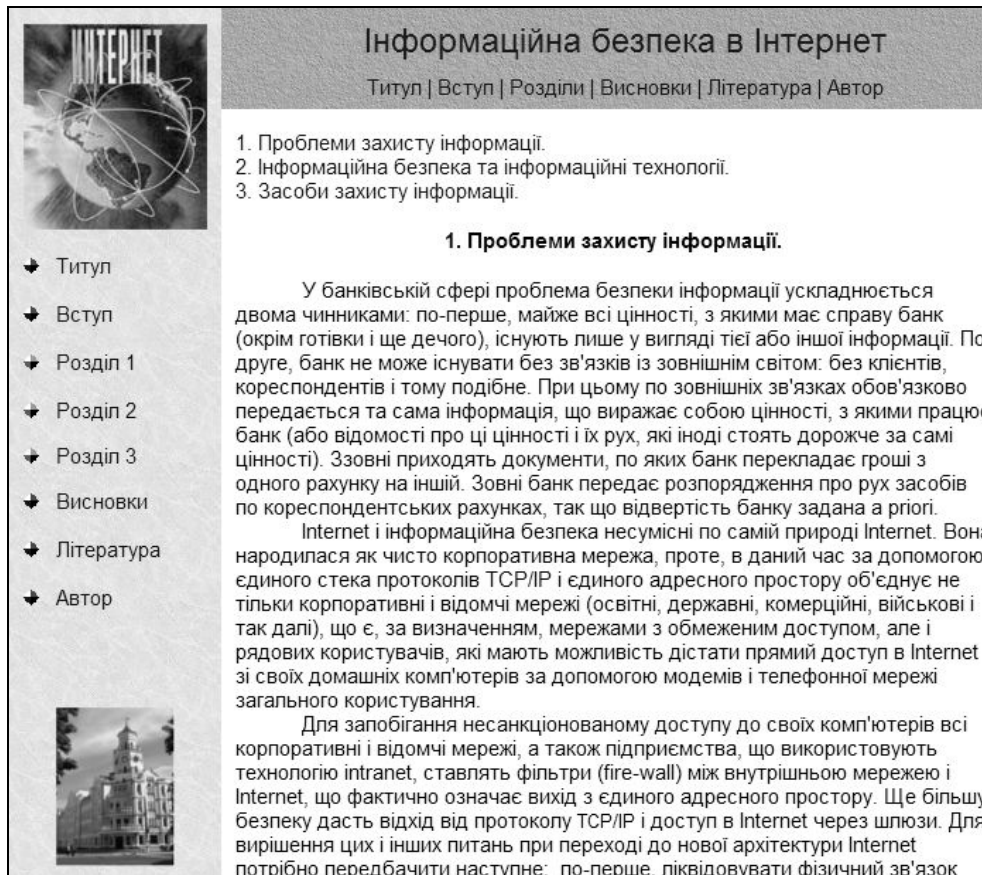 ИНТЕРНЕТ
Титул
Вступ
Розділ 1
Розділ 2
Розділ 3
Висновки
Література
Автор
Інформаційна безпека в Інтернет
Титул | Вступ | Розділи | Висновки | Література | Автор
1. Проблеми захисту інформації.
2. Інформаційна безпека та інформаційні технології.
3. Засоби захисту інформації.
1. Проблеми захисту інформації.
У банківській сфері проблема безпеки інформації ускладнюється
двома чинниками: по-перше, майже всі цінності, з якими має справу банк
(окрім готівки і ще дечого), існують лише у вигляді тієї або іншої інформації. По
друге, банк не може існувати без зв'язків із зовнішнім світом: без клієнтів,
кореспондентів і тому подібне. При цьому по зовнішніх зв'язках обов'язково
передається та сама інформація, що виражає собою цінності, з якими працює
банк (або відомості про ці цінності і їх рух, які іноді стоять дорожче за самі
цінності). Ззовні приходять документи, по яких банк перекладає гроші з
одного рахунку на іншій. Зовні банк передає розпорядження про рух засобів
по кореспондентських рахунках, так що відвертість банку задана a priori.
Internet і інформаційна безпека несумісні по самій природі Internet. Вона
народилася як чисто корпоративна мережа, проте, в даний час за допомогою
єдиного стека протоколів TCP/IP і єдиного адресного простору об'єднує не
тільки корпоративні і відомчі мережі (освітні, державні, комерційні, військові і
так далі), що є, за визначенням, мережами з обмеженим доступом, але і
рядових користувачів, які мають можливість дістати прямий доступ в Internet
зі своїх домашніх комп'ютерів за допомогою модемів і телефонної мережі
загального користування.
Для запобігання несанкціонованому доступу до своїх комп'ютерів всі
корпоративні і відомчі мережі, а також підприємства, що використовують
технологію intranet, ставлять фільтри (fire-wall) між внутрішньою мережею і
Internet, що фактично означає вихід з єдиного адресного простору. Ще більшу
безпеку дасть відхід від протоколу TCP/IP і доступ в Internet через шлюзи. Для
вирішення цих і інших питань при переході до нової архітектури Internet
потрібно передбачити наступне: по-перше, ліквідовувати фізичний зв'язок